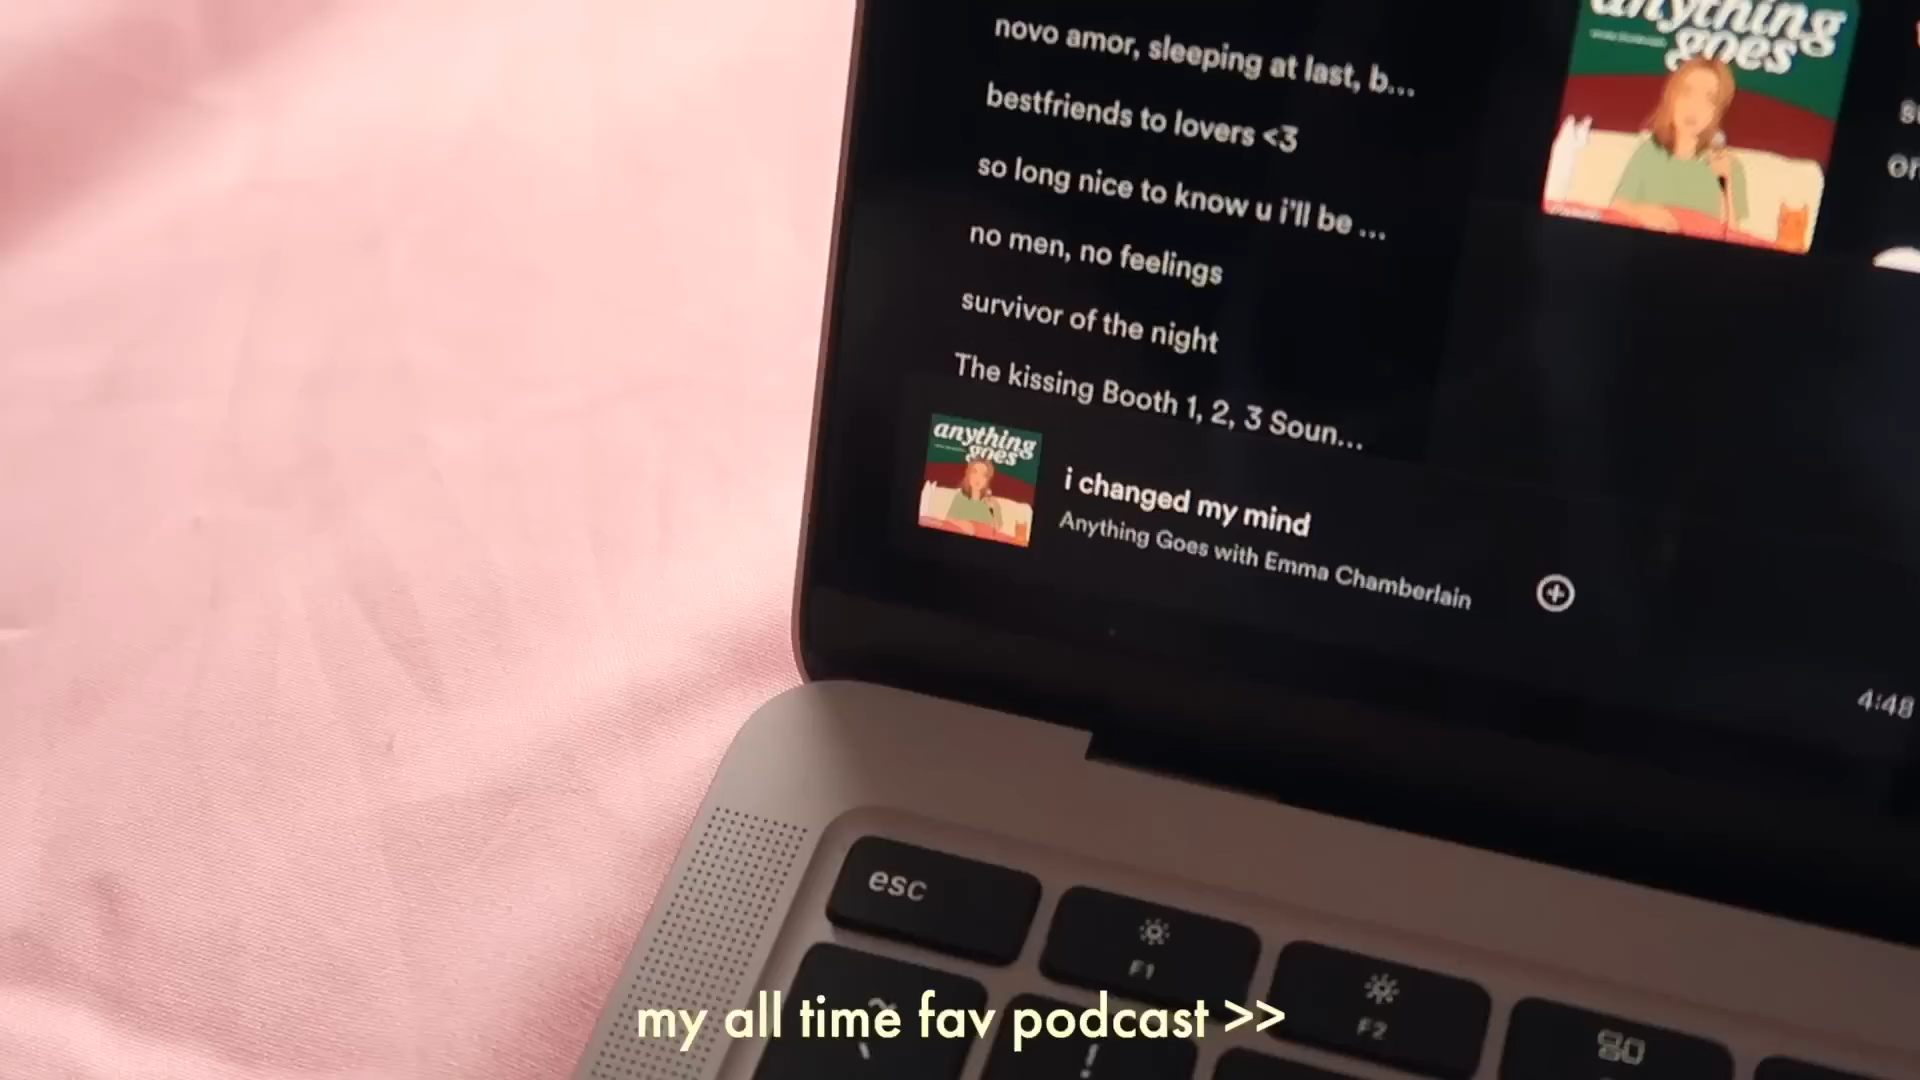 novo amor, sleeping at last, b...
bestfriends to lovers <3
so long nice to know u i'll be ...
no men, no feelings
survivor of the night
The kissing Booth 1, 2, 3 Soun...
anything
goes
i changed my mind
Anything Goes with Emma Chamberlain
anything
goes
4:48
esc
F1
F2
my all time fav podcast >>